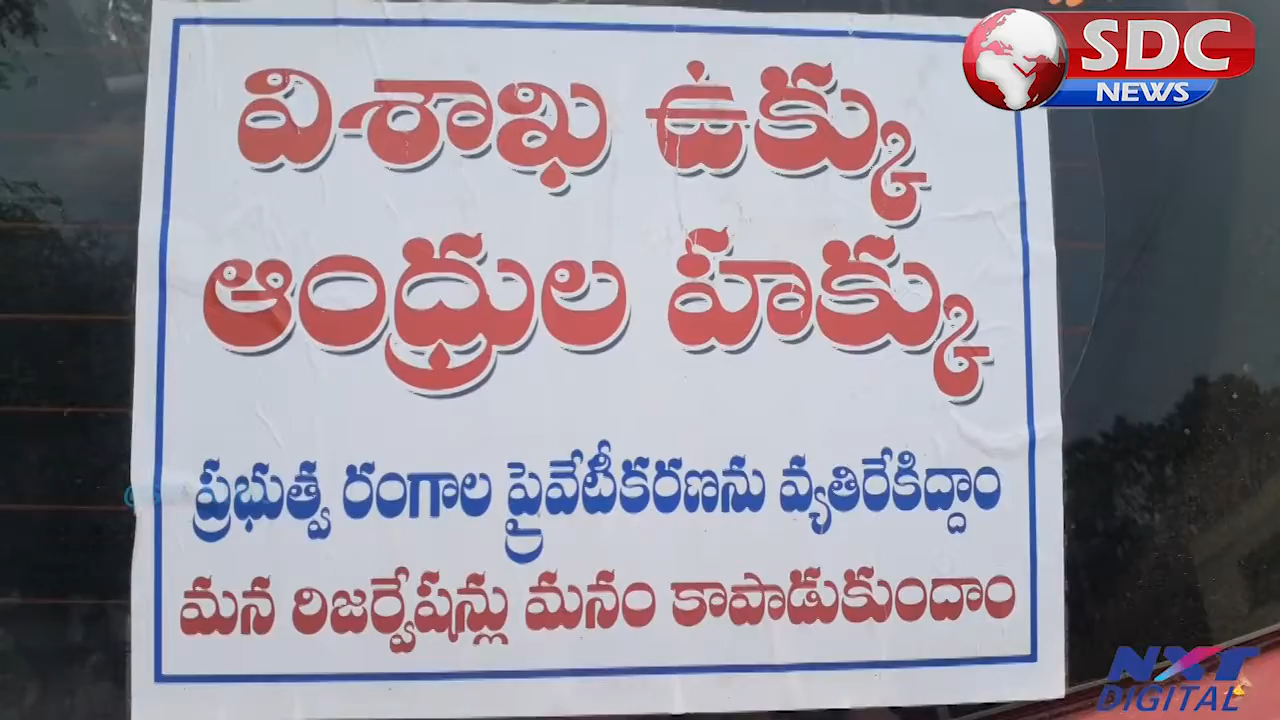 SDC
NEWS
విశాఖి ఉక్కు
ఆంధ్రుల హక్కు
ప్రభుత్వ రంగాల ప్రైవేటీకరణను వ్యతిరేకిద్దాం
మన రిజర్వేషన్లు మనం కాపాడుకుందాం
NXT
DIGITAL